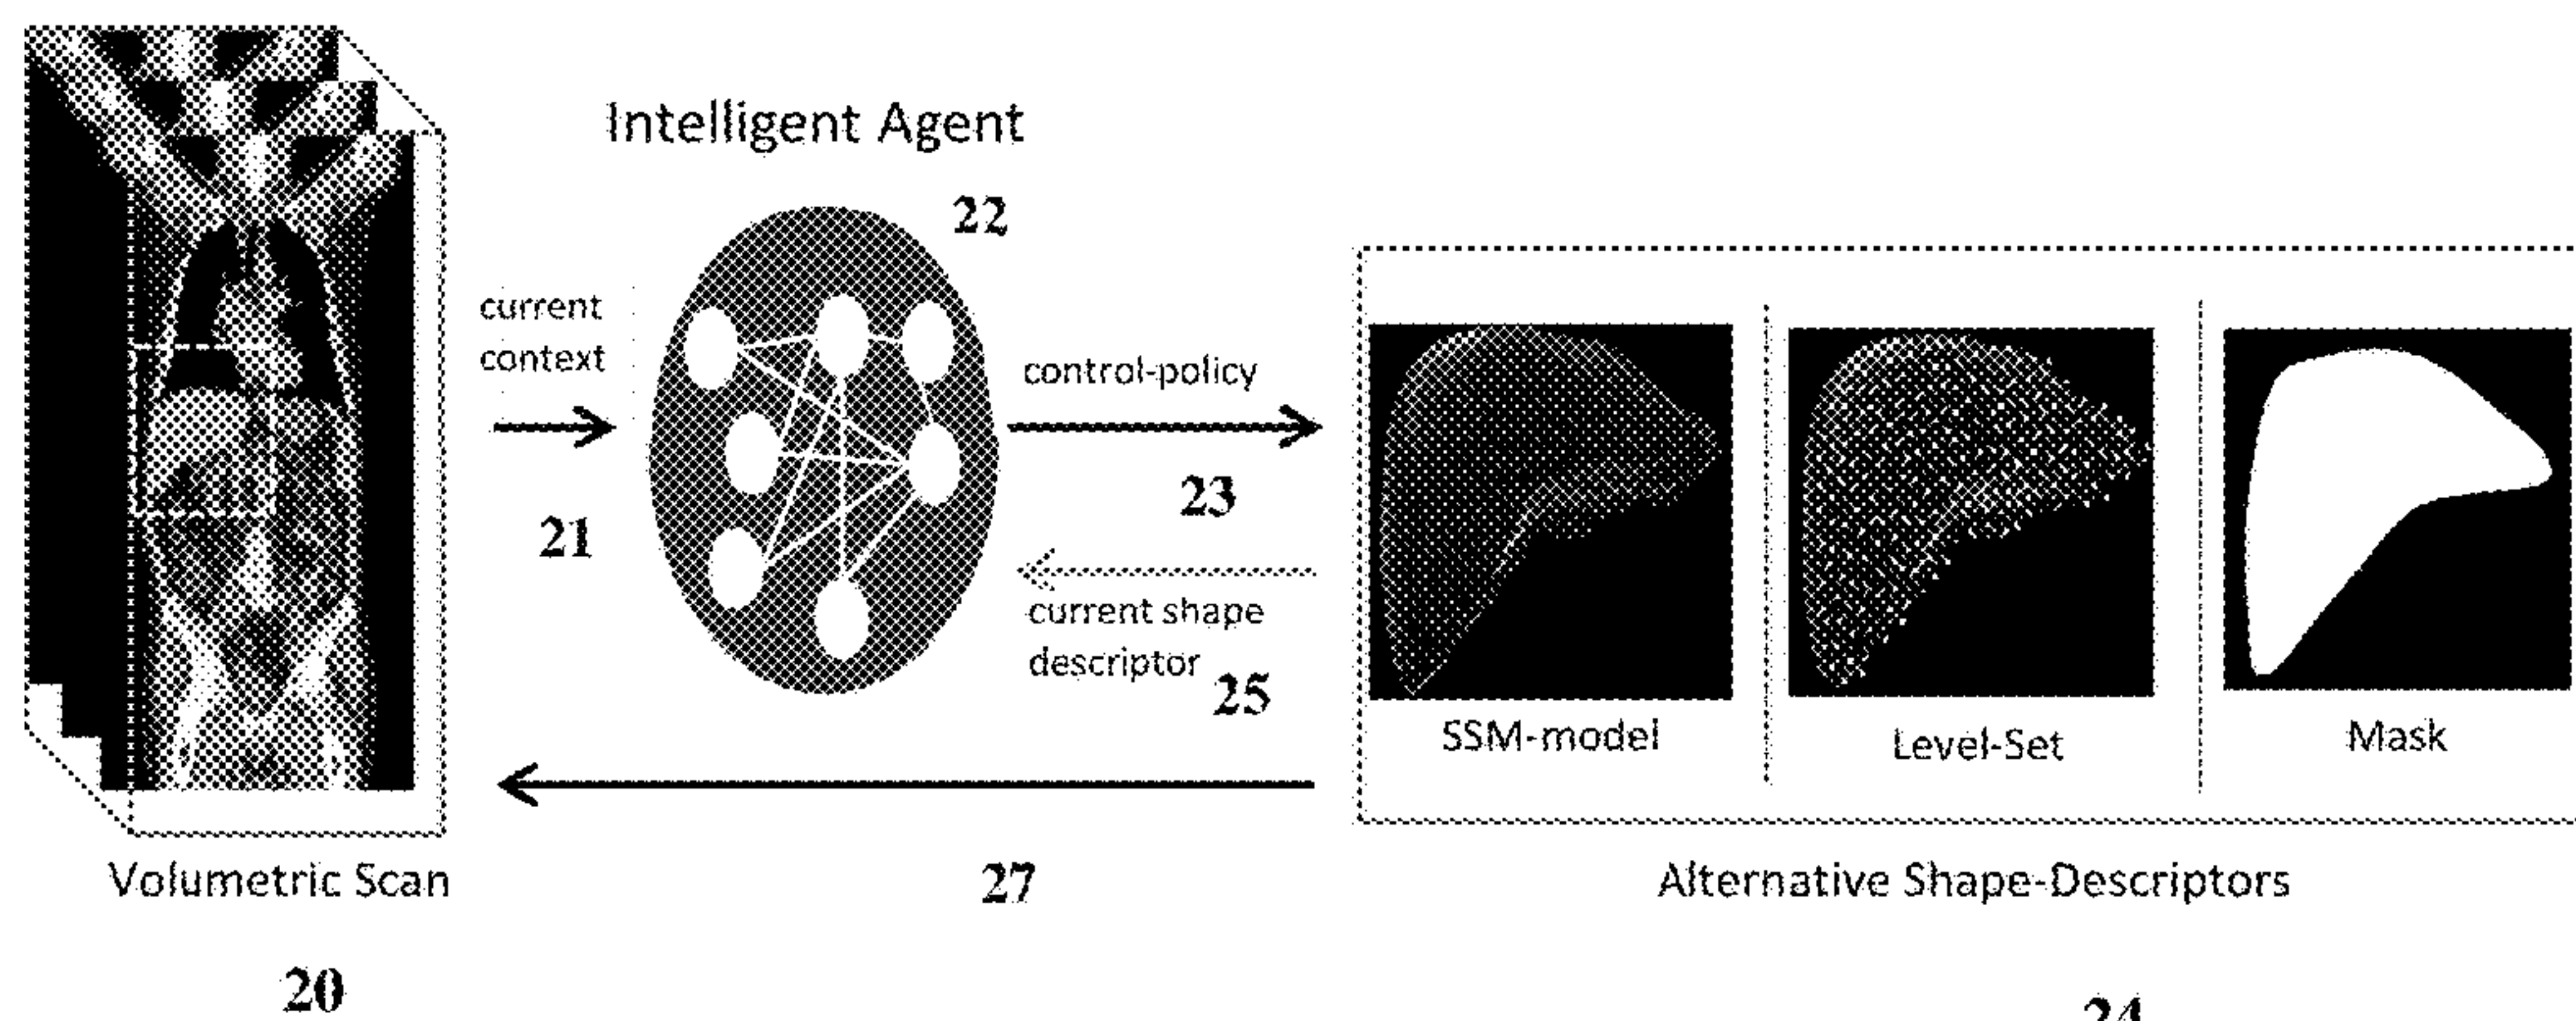 Intelligent Agent
22
current
context
21
control-policy
23
current shape
descriptor
25
SSM-model
Level-Set
Mask
27
Volumetric Scan
Alternative Shape-Descriptors
20
24